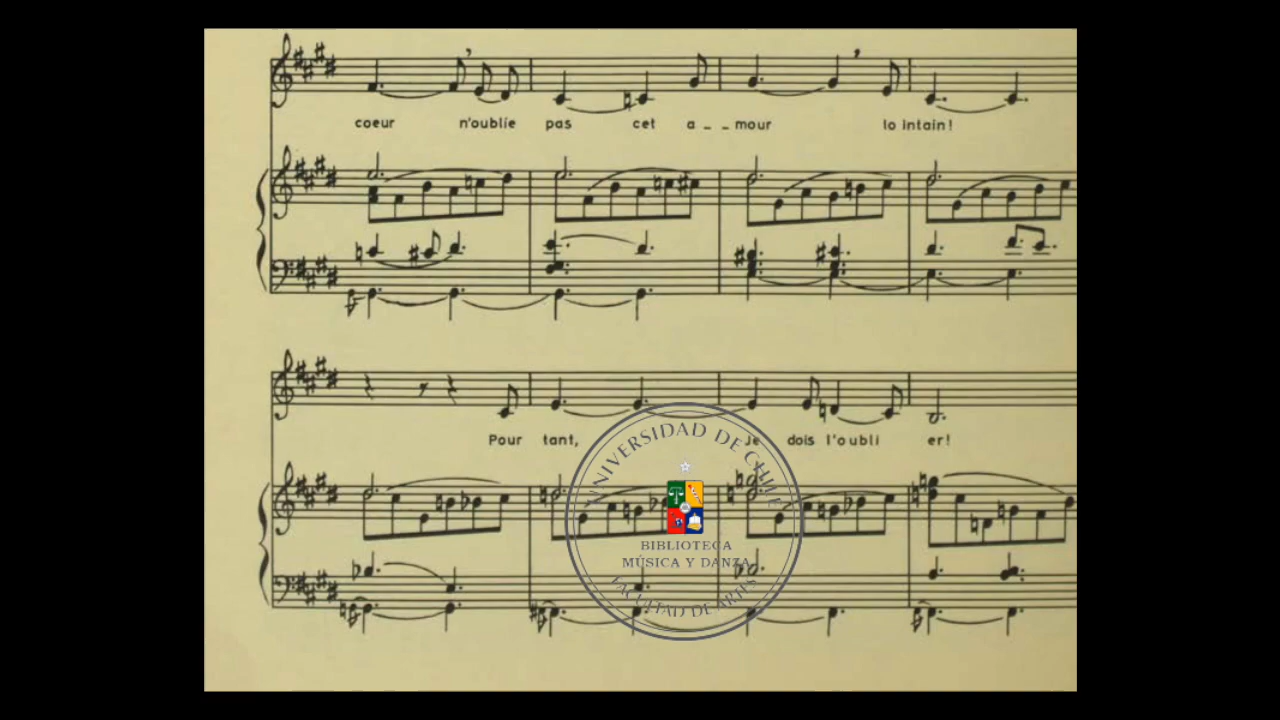 coeur n'oublie pas cet a _ _ mour lo intain!
Pour tant, Je dois l'oubli er!
UNIVERSIDAD DE CHILE
BIBLIOTECA
MÚSICA Y DANZA
FACULTAD DE ARTES